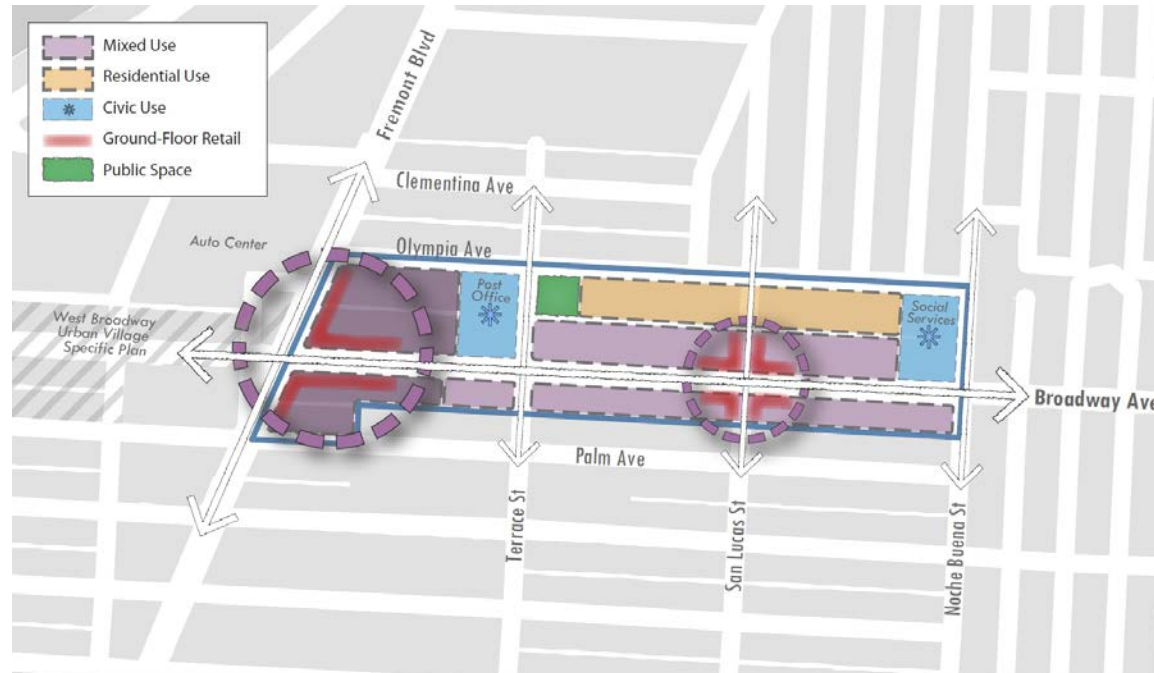 Mixed Use
Residential Use
Civic Use
Ground-Floor Retail
Public Space
Fremont Blvd
Clementina Ave
Auto Center
Olympia Ave
Post
Office
Social
Services
West Broadway
Urban Village
Specific Plan
Broadway Ave
Palm Ave
Terrace St
San Lucas St
Noche Buena St